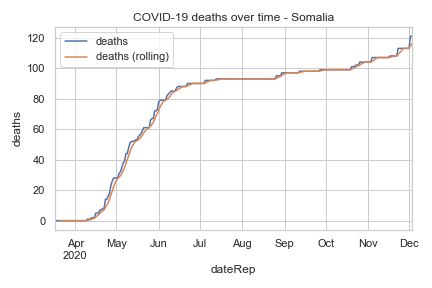 COVID-19 deaths over time - Somalia
deaths
deaths (rolling)
120
100
80
60
40
20
0
deaths
Apr May Jun Jul Aug Sep Oct Nov Dec
2020
dateRep